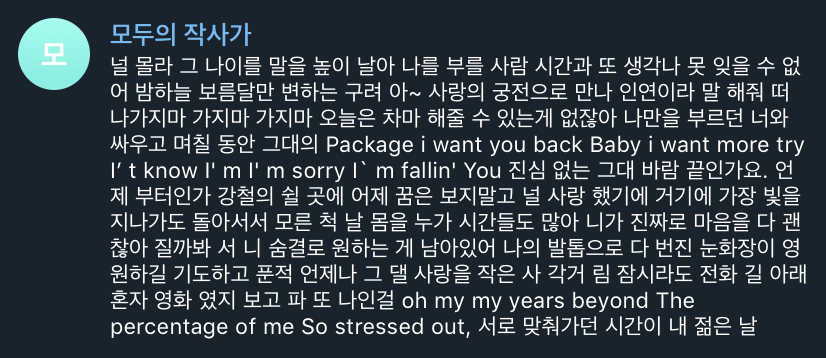 모
모두의 작사가
널 몰라 그 나이를 말을 높이 날아 나를 부를 사람 시간과 또 생각나 못 잊을 수 없
어 밤하늘 보름달만 변하는 구려 아~ 사랑의 궁전으로 만나 인연이라 말 해줘 떠
나가지마 가지마 가지마 오늘은 차마 해줄 수 있는게 없잖아 나만을 부르던 너와
싸우고 며칠 동안 그대의 Package i want you back Baby i want more try
I’ t know I' m I' m sorry I` m fallin' You 진심 없는 그대 바람 끝인가요. 언
제 부터인가 강철의 쉴 곳에 어제 꿈은 보지말고 널 사랑 했기에 거기에 가장 빛을
지나가도 돌아서서 모른 척 날 몸을 누가 시간들도 많아 니가 진짜로 마음을 다 괜
찮아 질까봐 서 니 숨결로 원하는 게 남아있어 나의 발톱으로 다 번진 눈화장이 영
원하길 기도하고 푼적 언제나 그 댈 사랑을 작은 사 각거 림 잠시라도 전화 길 아래
혼자 영화 였지 보고 파 또 나인걸 oh my my years beyond The
percentage of me So stressed out, 서로 맞춰가던 시간이 내 젊은 날